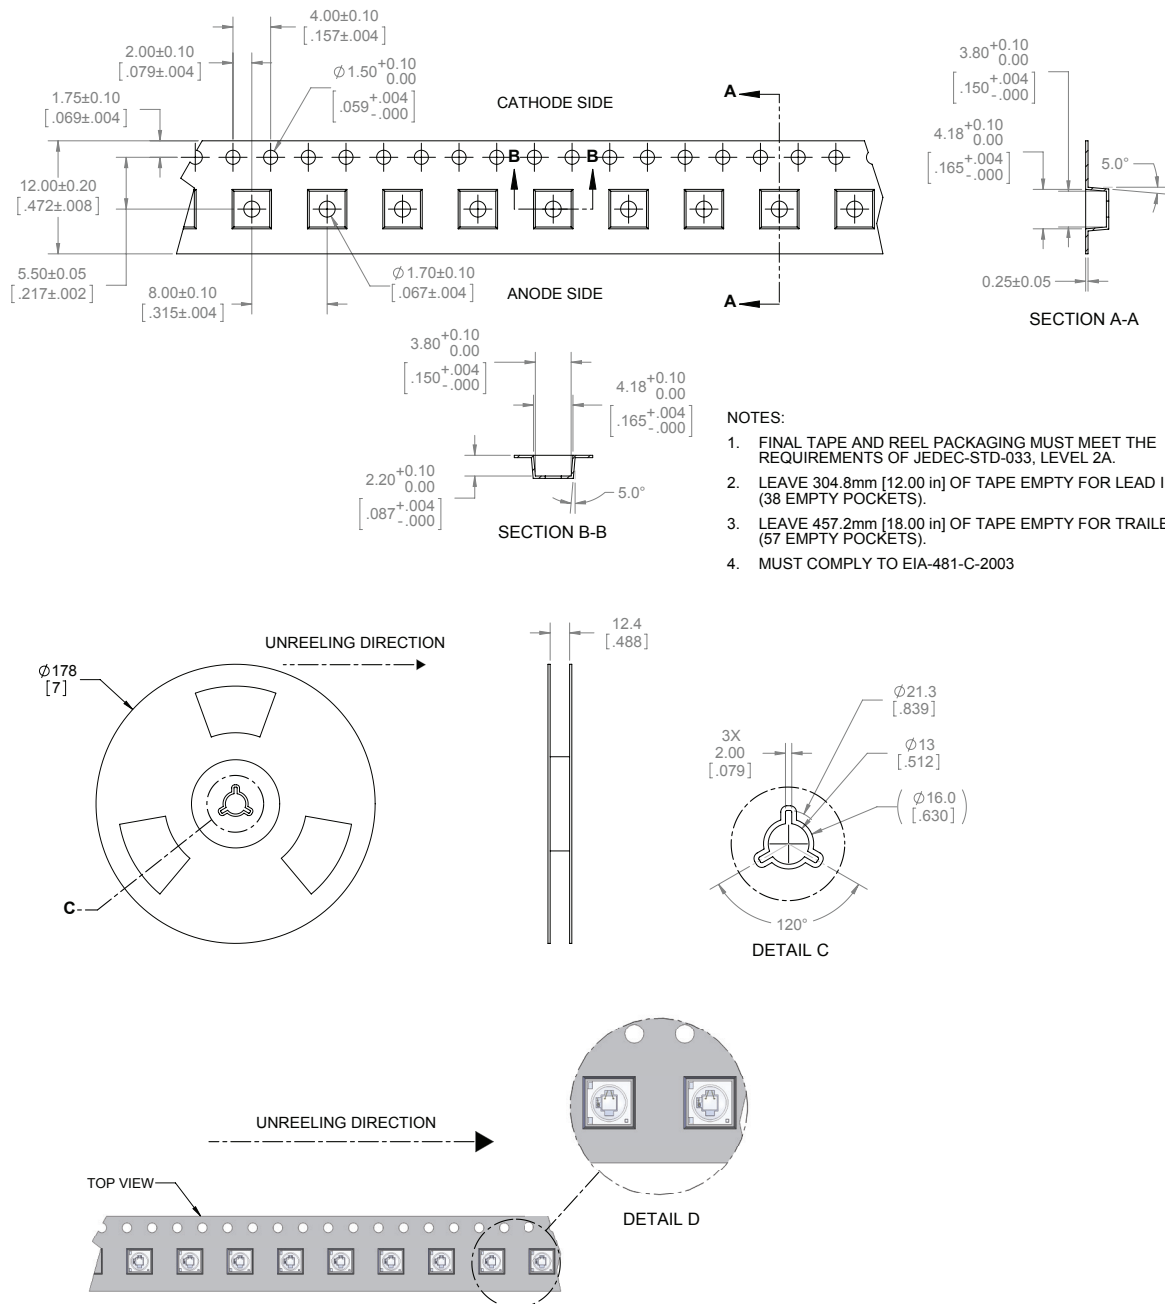 4.00±0.10
[.157±.004]
2.00±0.10
[.079±.004]
Ø1.50 +0.10
0.00
[.059 +.004
-.000]
1.75±0.10
[.069±.004]
CATHODE SIDE
A
B B
12.00±0.20
[.472±.008]
5.50±0.05
[.217±.002]
8.00±0.10
[.315±.004]
Ø1.70±0.10
[.067±.004]
ANODE SIDE
A
3.80 +0.10
0.00
[.150 +.004
-.000]
4.18 +0.10
0.00
[.165 +.004
-.000]
5.0°
0.25±0.05
SECTION A-A
3.80 +0.10
0.00
[.150 +.004
-.000]
4.18 +0.10
0.00
[.165 +.004
-.000]
2.20 +0.10
0.00
[.087 +.004
-.000]
5.0°
SECTION B-B
NOTES:
1. FINAL TAPE AND REEL PACKAGING MUST MEET THE
REQUIREMENTS OF JEDEC-STD-033, LEVEL 2A.
2. LEAVE 304.8mm [12.00 in] OF TAPE EMPTY FOR LEAD
(38 EMPTY POCKETS).
3. LEAVE 457.2mm [18.00 in] OF TAPE EMPTY FOR
(57 EMPTY POCKETS).
4. MUST COMPLY TO EIA-481-C-2003
UNREELING DIRECTION
Ø178
[7]
C
12.4
[.488]
Ø21.3
[.839]
3X
2.00
[.079]
Ø13
[.512]
(Ø16.0
[.630])
120°
DETAIL C
UNREELING DIRECTION
TOP VIEW
DETAIL D